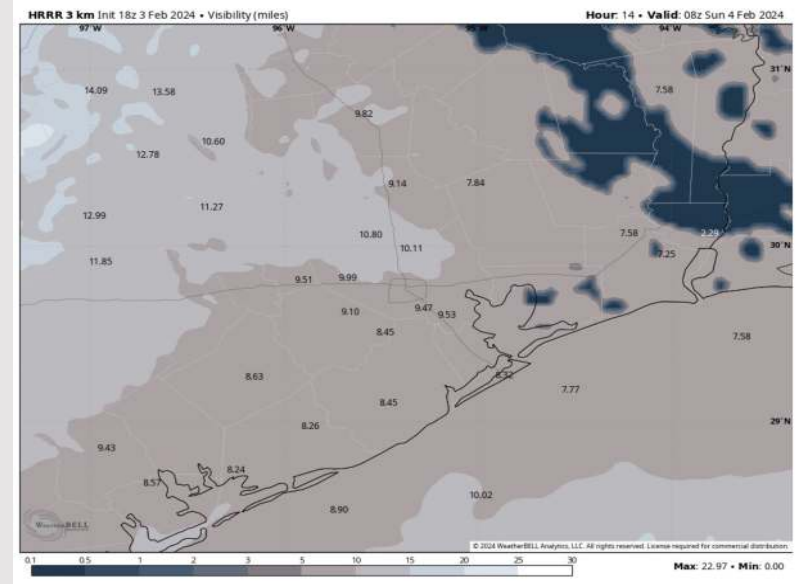 HRRR 3 km Init 18z 3 Feb 2024 • Visibility (miles)
Hour: 14 • Valid: 08z Sun 4 Feb 2024
97°W 96°W 95°W 94°W
31°N
14.09 13.58 7.58
9.82
10.60
12.78
9.14 7.84
11.27
12.99
10.80 7.58 2.29
10.11 7.25 30°N
11.85
9.51 9.99
9.10 9.47 9.53
8.45 7.58
8.63 8.32
7.77
8.45
8.26 29°N
9.43
8.24
8.57
10.02
8.90
WeatherBELL
© 2024 WeatherBELL Analytics, LLC. All rights reserved. License required for commercial distribution.
0.1 0.5 1 2 3 5 10 15 20 25 30
Max: 22.97 • Min: 0.00